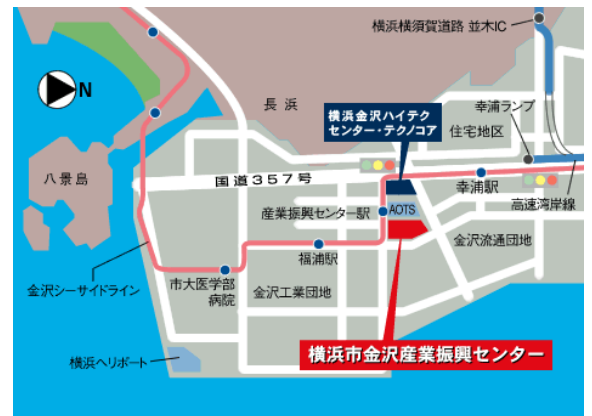 横浜横須賀道路 並木IC
N
長浜
横浜金沢ハイテク
センター・テクノコア
幸浦ランプ
住宅地区
八景島
国道357号
幸浦駅
高速湾岸線
産業振興センター駅
AOTS
金沢流通団地
福浦駅
金沢シーサイドライン
市大医学部
病院
金沢工業団地
横浜ヘリポート
横浜市金沢産業振興センター